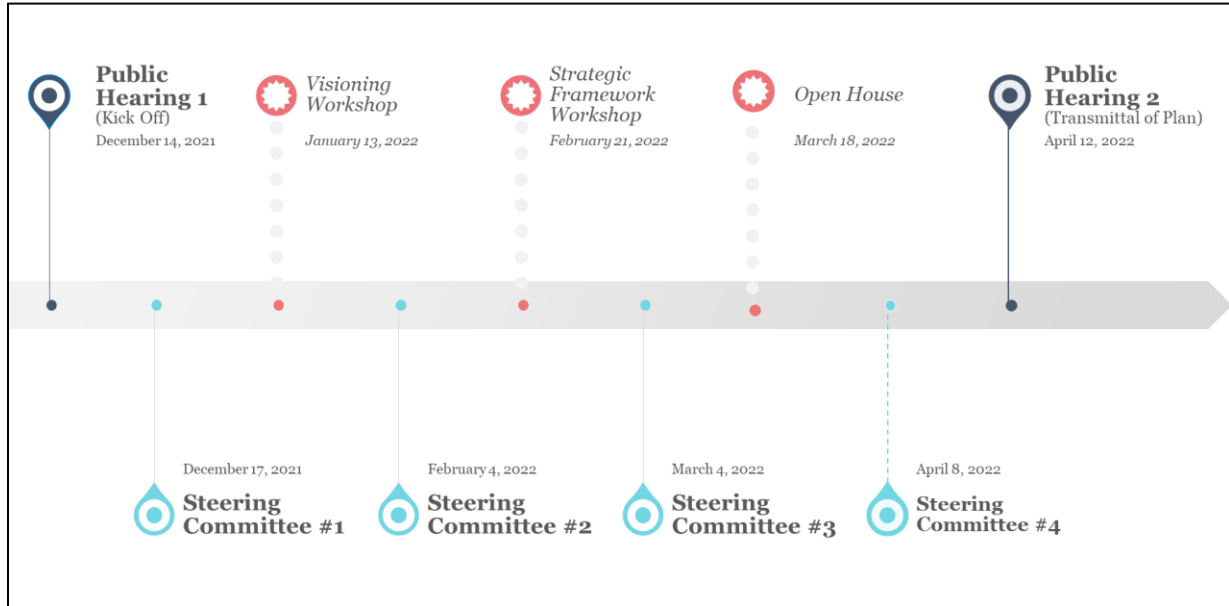 Public
Hearing 1
(Kick Off)
December 14, 2021
Visioning
Workshop
January 13, 2022
Strategic
Framework
Workshop
February 21, 2022
Open House
March 18, 2022
Public
Hearing 2
(Transmittal of Plan)
April 12, 2022
December 17, 2021
Steering
Committee #1
February 4, 2022
Steering
Committee #2
March 4, 2022
Steering
Committee #3
April 8, 2022
Steering
Committee #4